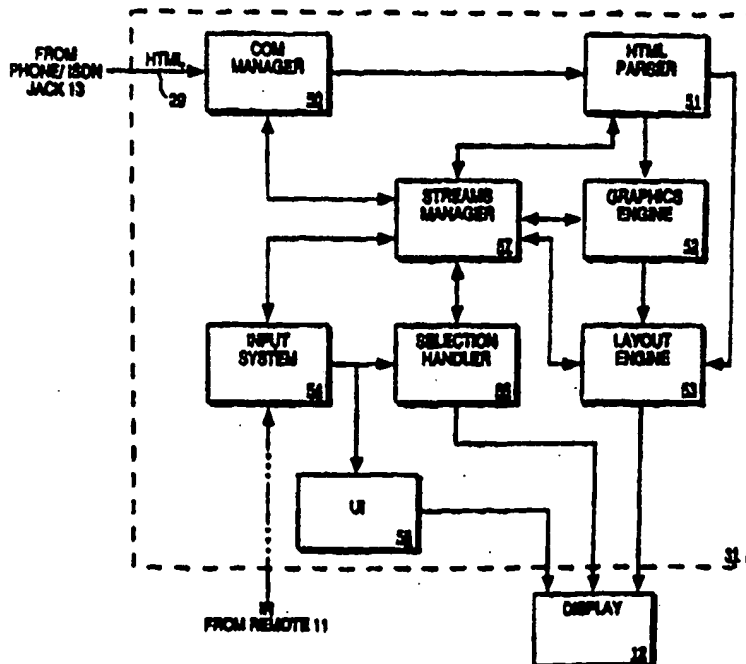 FROM
PHONE/ISDN
JACK 13
HTML
29
COM
MANAGER
50
HTML
PARSER
51
STREAMS
MANAGER
57
GRAPHICS
ENGINE
52
INPUT
SYSTEM
54
SELECTION
HANDLER
LAYOUT
ENGINE
53
UI
31
IR
FROM REMOTE 11
DISPLAY
12